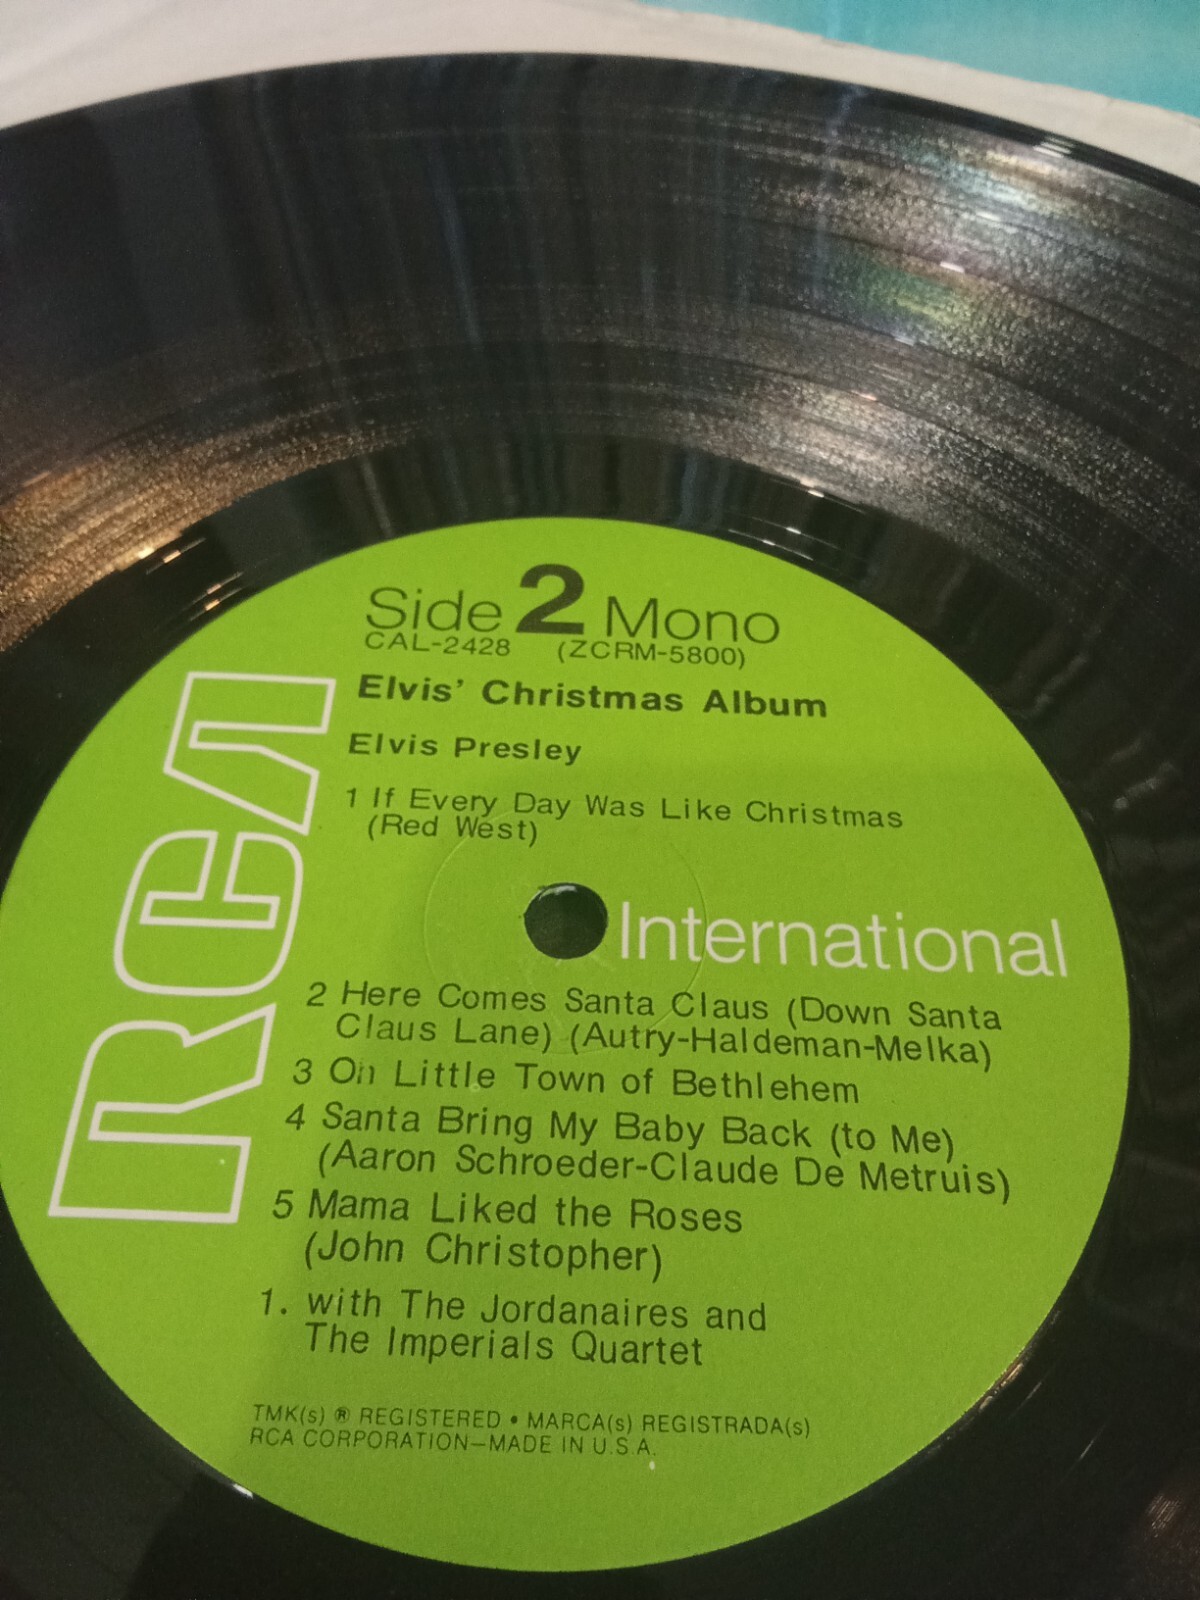 Side 2 Mono
CAL-2428 (ZCRM-5800)
Elvis' Christmas Album
Elvis Presley
1 If Every Day Was Like Christmas
(Red West)
RCA
International
2 Here Comes Santa Claus (Down Santa
Claus Lane) (Autry-Haldeman-Melka)
3 Oh Little Town of Bethlehem
4 Santa Bring My Baby Back (to Me)
(Aaron Schroeder-Claude De Metruis)
5 Mama Liked the Roses
(John Christopher)
1. with The Jordanaires and
The Imperials Quartet
TMK(s) ® REGISTERED • MARCA(s) REGISTRADA(s)
RCA CORPORATION—MADE IN U.S.A.